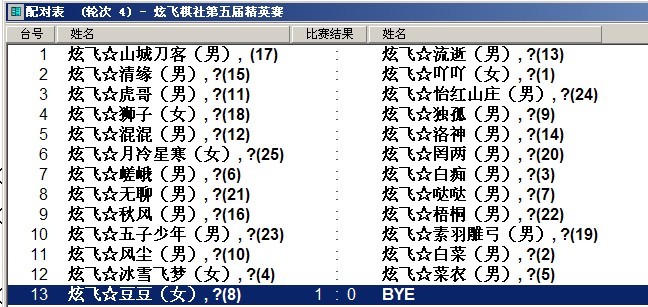 配对表 (轮次 4) - 炫飞棋社第五届精英赛
台号 姓名 比赛结果 姓名
1 炫飞☆山城刀客（男）, (17) : 炫飞☆流逝（男）, ?(13)
2 炫飞☆清缘（男）, ?(15) : 炫飞☆吖吖（女）, ?(1)
3 炫飞☆虎哥（男）, ?(11) : 炫飞☆怡红山庄（男）, ?(24)
4 炫飞☆狮子（女）, ?(18) : 炫飞☆独孤（男）, ?(9)
5 炫飞☆混混（男）, ?(12) : 炫飞☆洛神（男）, ?(14)
6 炫飞☆月冷星寒（女）, ?(25) : 炫飞☆罔两（男）, ?(20)
7 炫飞☆嵯峨（男）, ?(6) : 炫飞☆白痴（男）, ?(3)
8 炫飞☆无聊（男）, ?(21) : 炫飞☆哒哒（男）, ?(7)
9 炫飞☆秋风（男）, ?(16) : 炫飞☆梧桐（男）, ?(22)
10 炫飞☆五子少年（男）, ?(23) : 炫飞☆素羽雕弓（男）, ?(19)
11 炫飞☆风尘（男）, ?(10) : 炫飞☆白菜（男）, ?(2)
12 炫飞☆冰雪飞梦（女）, ?(4) : 炫飞☆菜农（男）, ?(5)
13 炫飞☆豆豆（女）, ?(8) 1 : 0 BYE